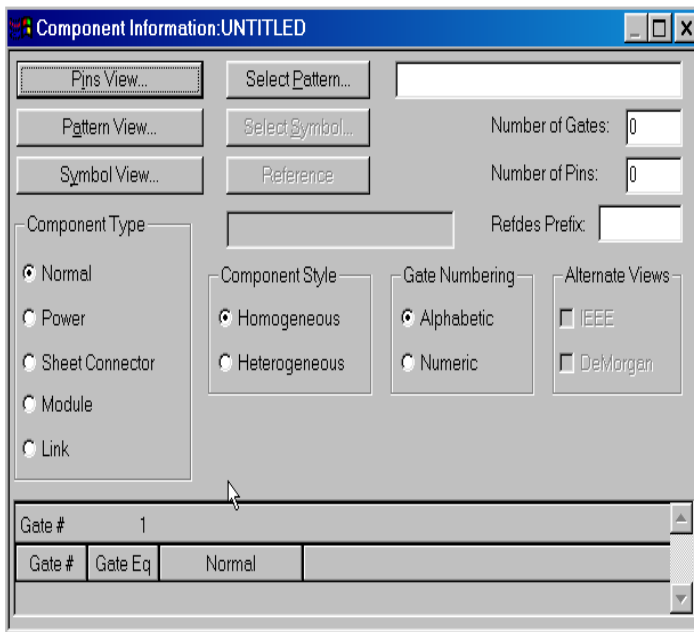 Component Information:UNTITLED
Pins View...
Select Pattern...
Pattern View...
Select Symbol...
Number of Gates: 0
Symbol View...
Reference
Number of Pins: 0
Component Type
Refdes Prefix:
Normal
Power
Sheet Connector
Module
Link
Component Style
Homogeneous
Heterogeneous
Gate Numbering
Alphabetic
Numeric
Alternate Views
IEEE
DeMorgan
Gate # 1
Gate # Gate Eq Normal